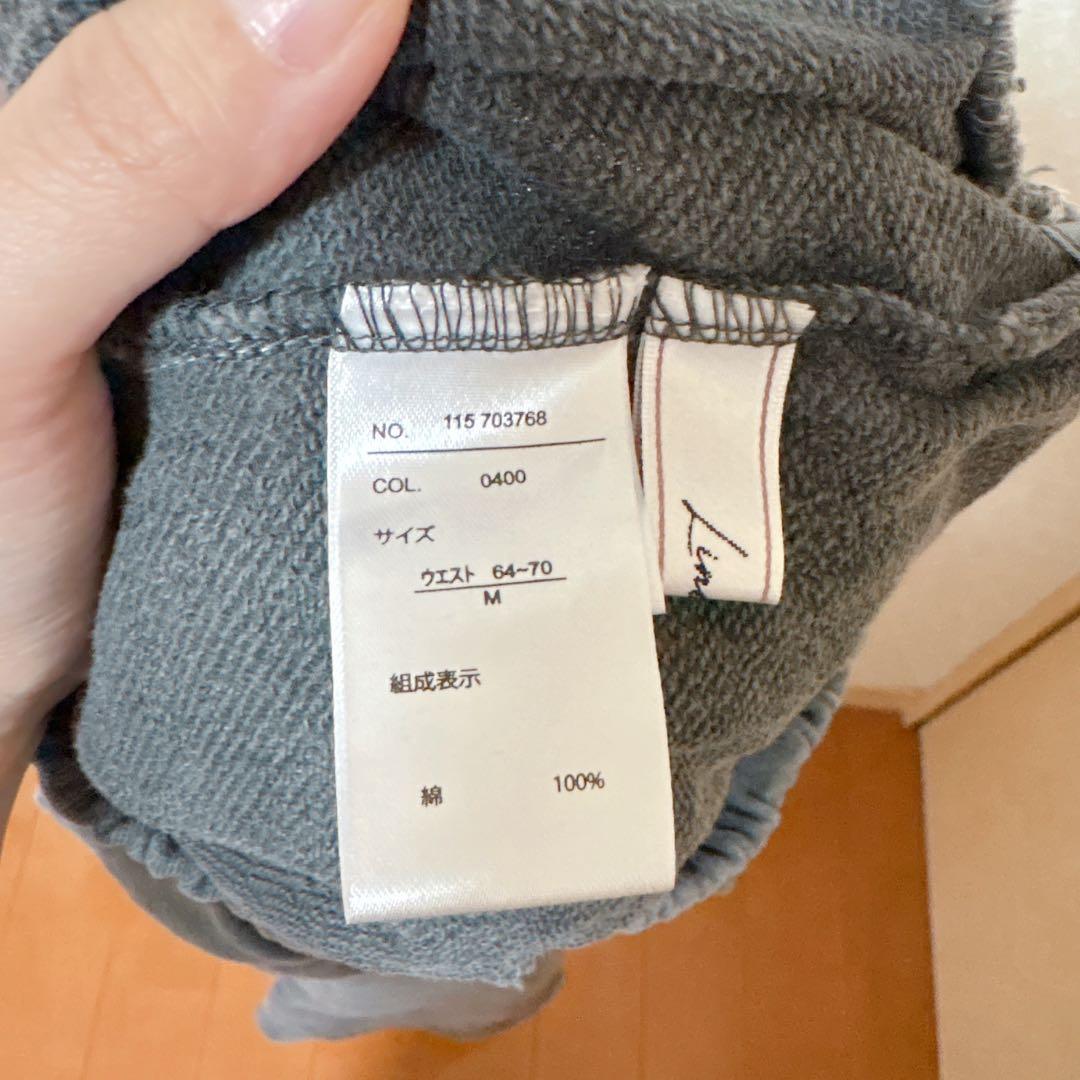 NO. 115 703768
COL. 0400
サイズ
ウエスト 64~70
M
組成表示
綿 100%